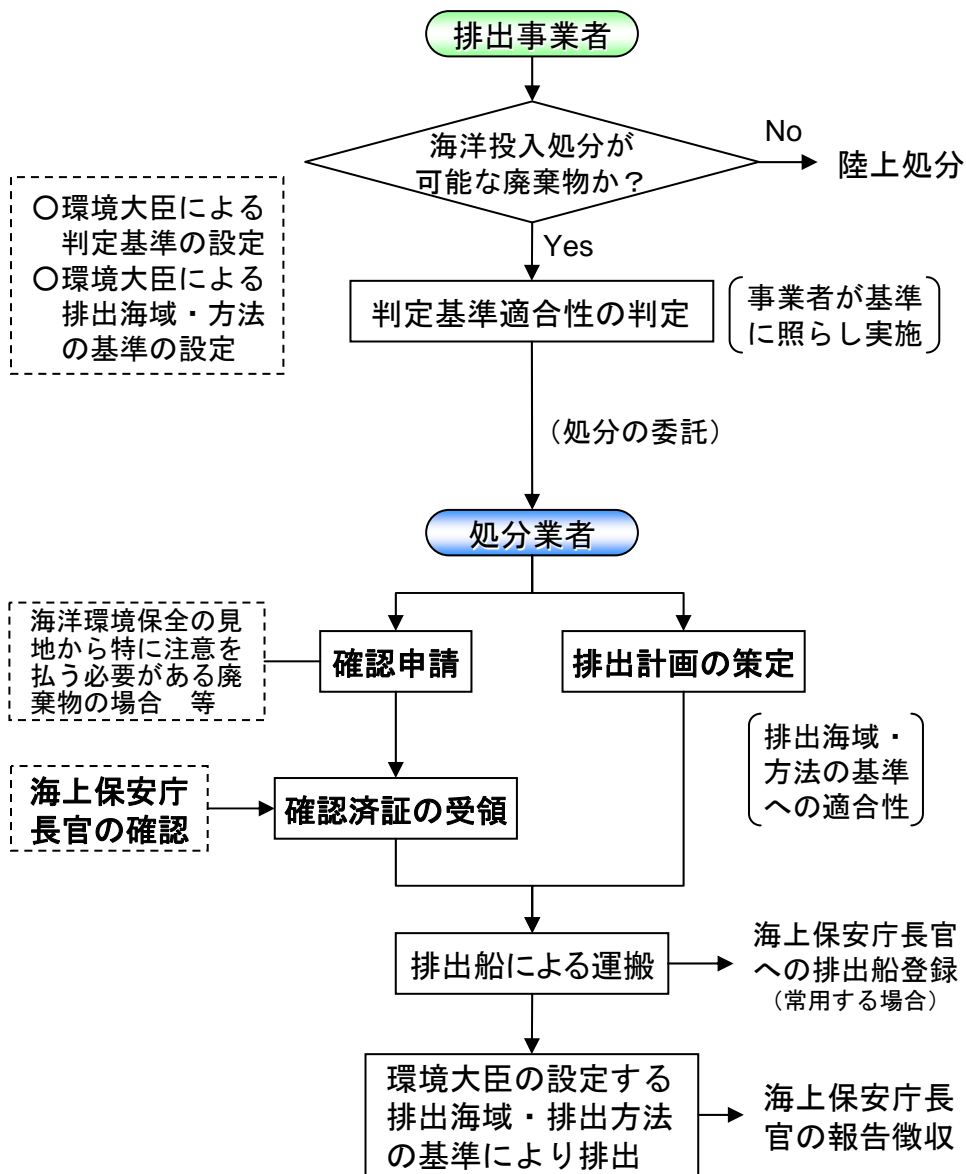 排出事業者
海洋投入処分が
可能な廃棄物か？
No
陸上処分
〇環境大臣による
判定基準の設定
〇環境大臣による
排出海域・方法
の基準の設定
Yes
判定基準適合性の判定
事業者が基準
に照らし実施
（処分の委託）
処分業者
海洋環境保全の見
地から特に注意を
払う必要がある廃
棄物の場合　等
確認申請
排出計画の策定
排出海域・
方法の基準
への適合性
海上保安庁
長官の確認
確認済証の受領
排出船による運搬
海上保安庁長官
への排出船登録
（常用する場合）
環境大臣の設定する
排出海域・排出方法
の基準により排出
海上保安庁長
官の報告徴収